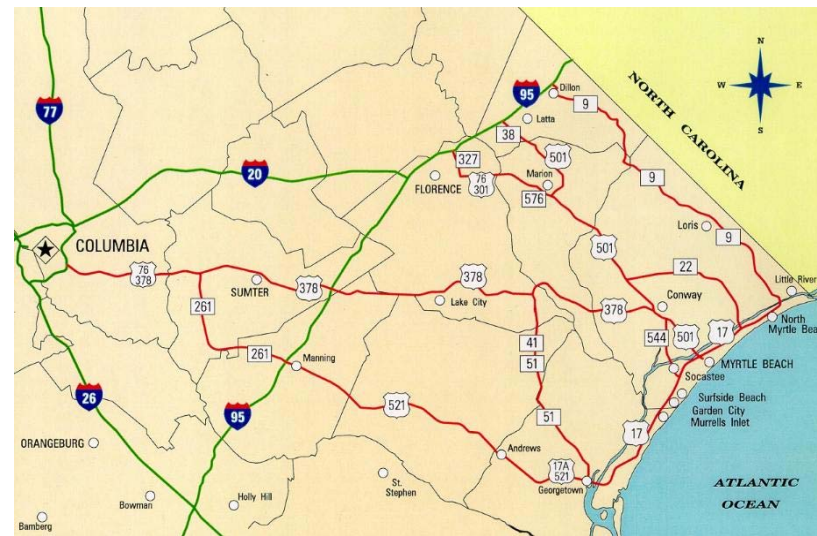 N
W
E
S
NORTH CAROLINA
95
Dillon
9
77
Latta
38
327
501
20
FLORENCE
76
301
Marion
576
9
COLUMBIA
501
Loris
9
76
378
SUMTER
378
378
22
Little River
261
Lake City
378
Conway
17
North
Myrtle Bea
41
544
501
261
Manning
51
MYRTLE BEACH
Socastee
26
95
521
51
Surfside Beach
Garden City
Murrells Inlet
17
ORANGEBURG
Andrews
17A
521
St.
Stephen
Georgetown
ATLANTIC
OCEAN
Bowman
Holly Hill
Bamberg